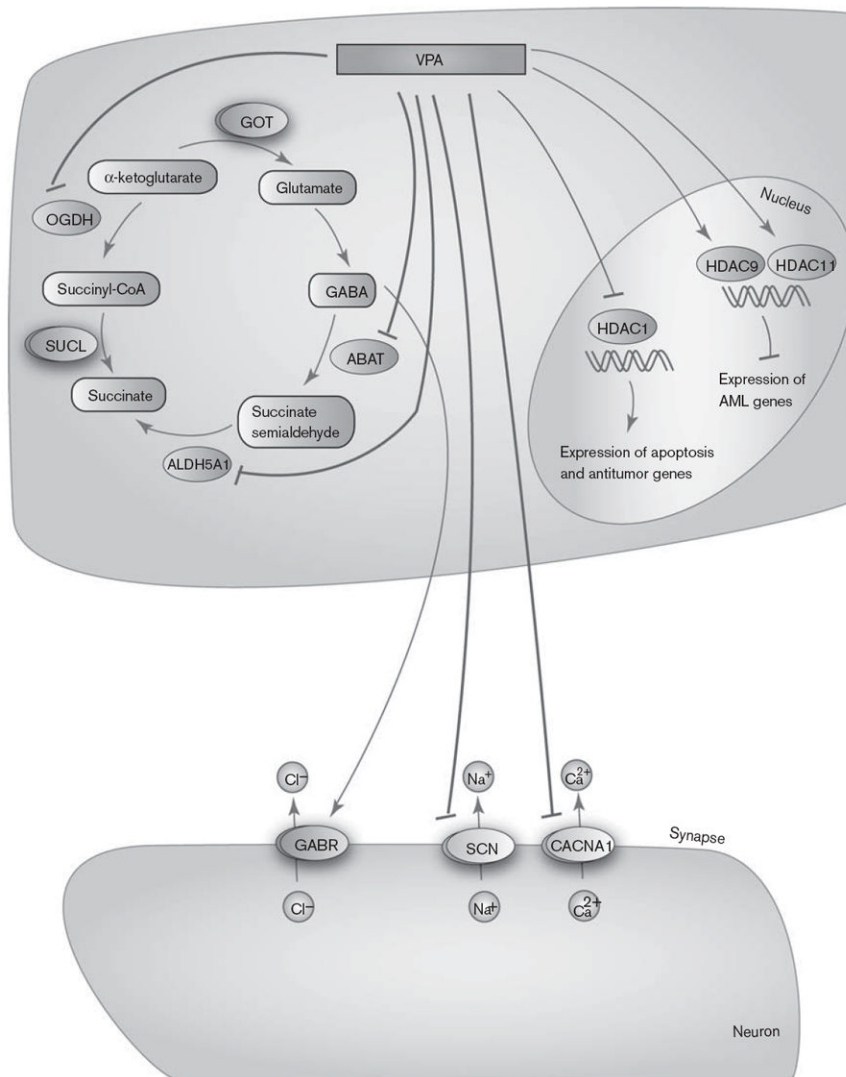 VPA
GOT
α-ketoglutarate
Glutamate
OGDH
Nucleus
HDAC9
HDAC11
Succinyl-CoA
GABA
HDAC1
SUCL
ABAT
Expression of
AML genes
Succinate
Succinate
semialdehyde
ALDH5A1
Expression of apoptosis
and antitumor genes
Cl−
Na+
Ca2+
Synapse
GABR
SCN
CACNA1
Cl−
Na+
Ca2+
Neuron